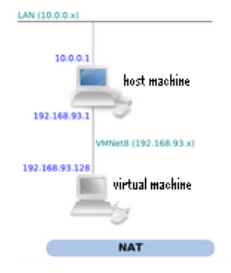 LAN (10.0.0.x)
10.0.0.1
host machine
192.168.93.1
VMNet8 (192.168.93.x)
192.168.93.128
virtual machine
NAT